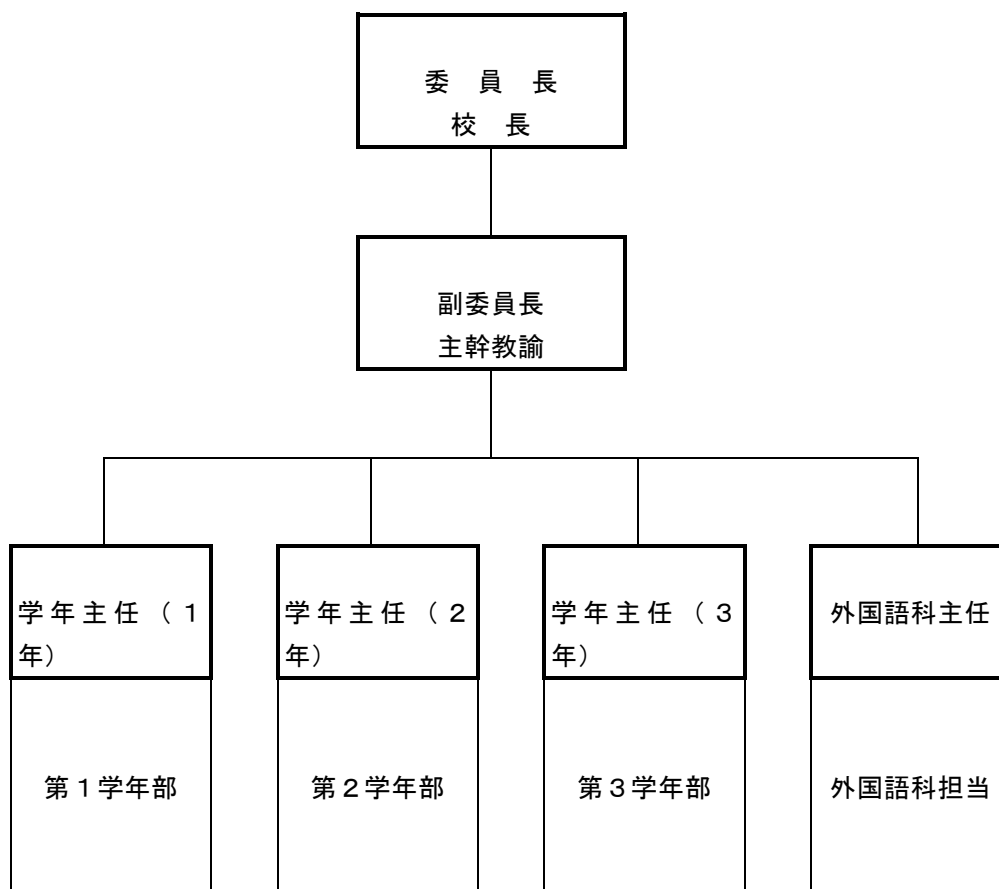 委　員　長
校　長
副委員長
主幹教諭
学年主任（１
年）
学年主任（２
年）
学年主任（３
年）
外国語科主任
第１学年部
第２学年部
第３学年部
外国語科担当